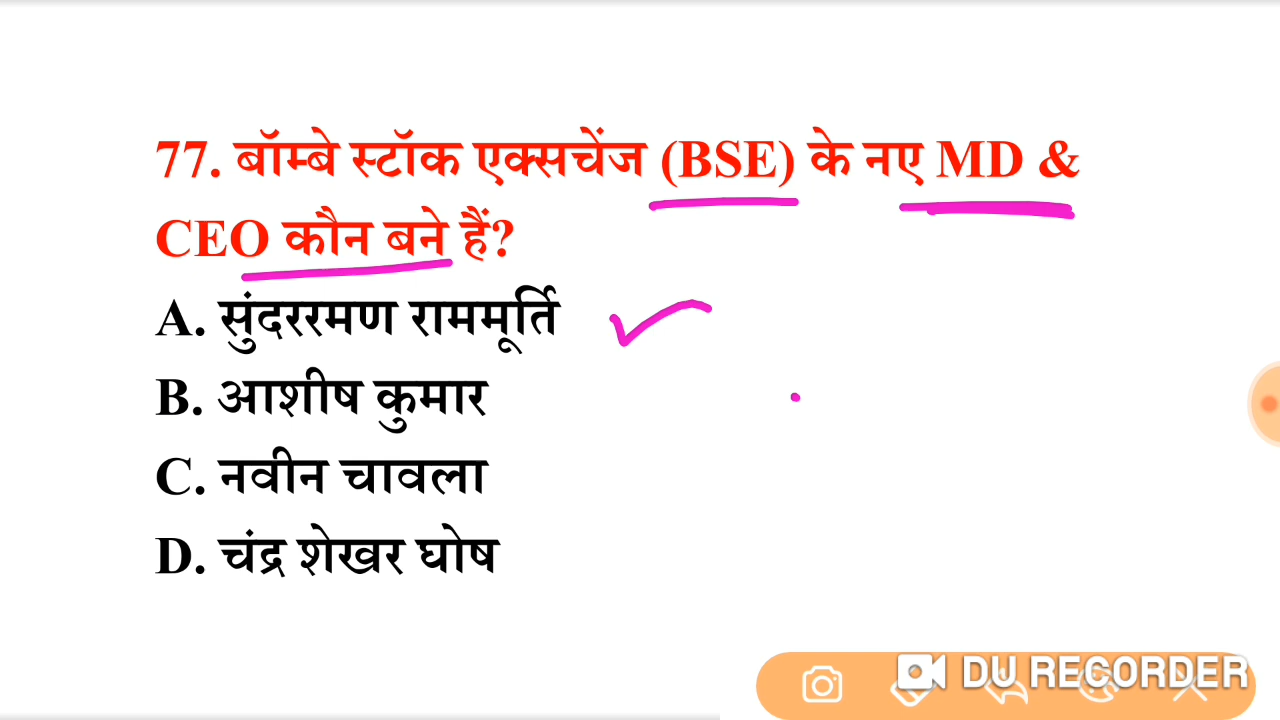 77. बॉम्बे स्टॉक एक्सचेंज (BSE) के नए MD &
CEO कौन बने हैं?
A. सुंदररमण राममूर्ति
B. आशीष कुमार
C. नवीन चावला
D. चंद्र शेखर घोष
DU RECORDER